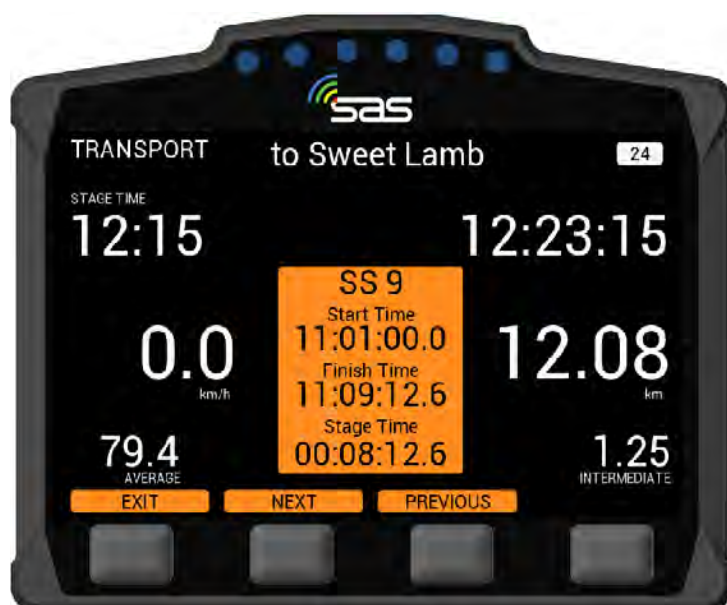 sas
TRANSPORT to Sweet Lamb 24
STAGE TIME
12:15 12:23:15
SS 9
Start Time
11:01:00.0
Finish Time
11:09:12.6
Stage Time
00:08:12.6
0.0
km/h
12.08
km
79.4
AVERAGE
1.25
INTERMEDIATE
EXIT NEXT PREVIOUS